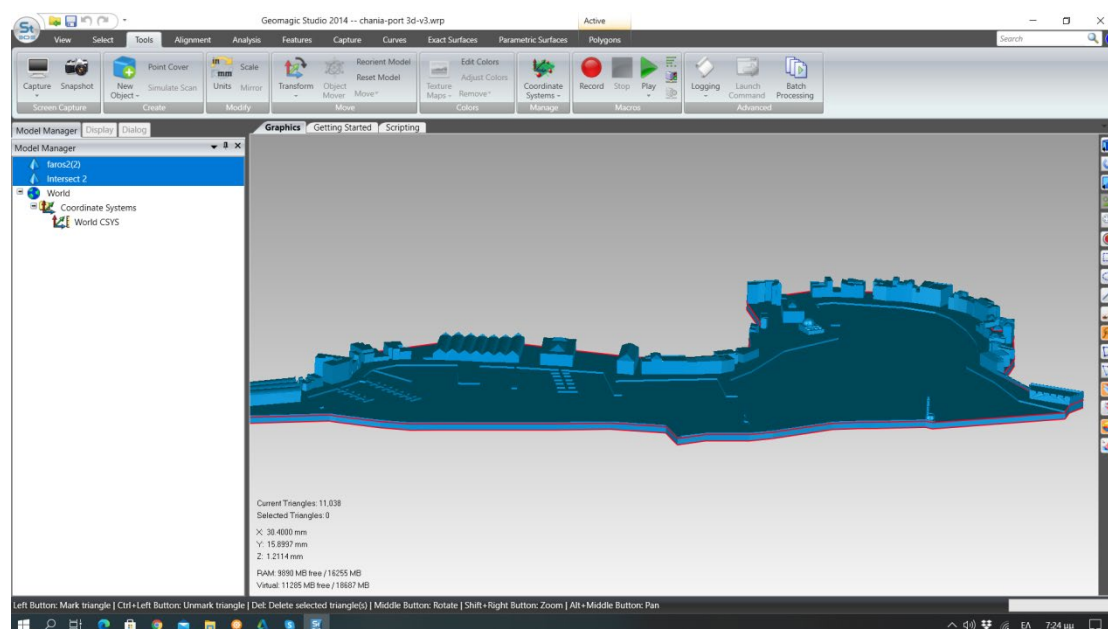 Geomagic Studio 2014 -- chania-port 3d-v3.wrp
Active
View Select Tools Alignment Analysis Features Capture Curves Exact Surfaces Parametric Surfaces Polygons
Search
Capture Snapshot New Object Point Cover Simulate Scan Units Scale Mirror Transform Object Mover Reorient Model Reset Model Move Texture Maps Edit Colors Adjust Colors Remove Coordinate Systems Record Stop Play Logging Launch Command Batch Processing
Screen Capture Create Modify Move Colors Manage Macros Advanced
Model Manager Display Dialog
Graphics Getting Started Scripting
Model Manager
faros2(2)
Intersect 2
World
Coordinate Systems
World CSYS
Current Triangles: 11,038
Selected Triangles: 0
X: 30.4000 mm
Y: 15.8997 mm
Z: 1.2114 mm
RAM: 9890 MB free / 16255 MB
Virtual: 11285 MB free / 18687 MB
Left Button: Mark triangle | Ctrl+Left Button: Unmark triangle | Del: Delete selected triangle(s) | Middle Button: Rotate | Shift+Right Button: Zoom | Alt+Middle Button: Pan
ΕΛ 7:24 μμ